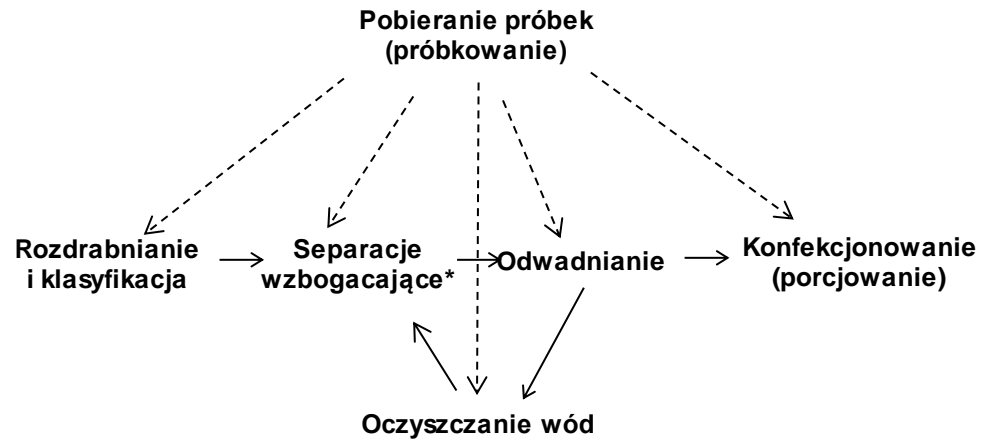 Pobieranie próbek
(próbkowanie)
Rozdrabnianie
i klasyfikacja
Separacje
wzbogacające*
Odwadnianie
Konfekcjonowanie
(porcjowanie)
Oczyszczanie wód